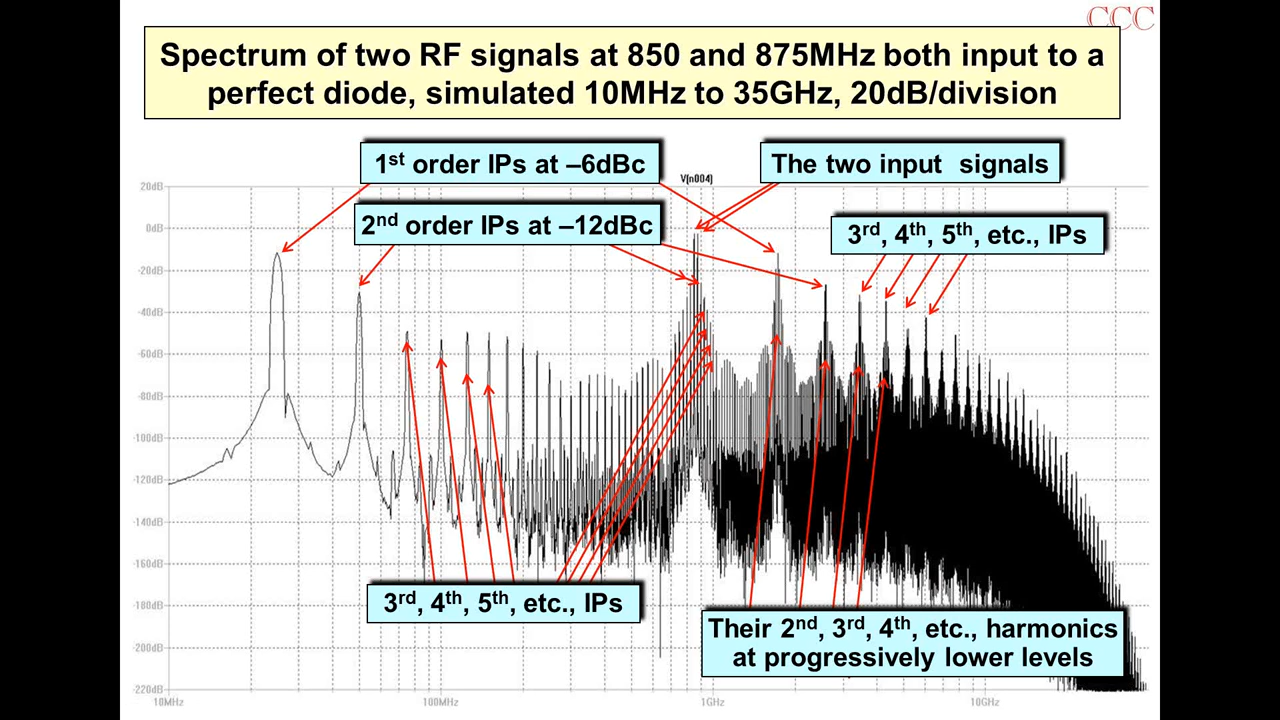 CCC
Spectrum of two RF signals at 850 and 875MHz both input to a
perfect diode, simulated 10MHz to 35GHz, 20dB/division
1st order IPs at –6dBc
The two input signals
V(n004)
2nd order IPs at –12dBc
3rd, 4th, 5th, etc., IPs
20dB
0dB
-20dB
-40dB
-60dB
-80dB
-100dB
-120dB
-140dB
-160dB
-180dB
-200dB
-220dB
3rd, 4th, 5th, etc., IPs
Their 2nd, 3rd, 4th, etc., harmonics
at progressively lower levels
10MHz
100MHz
1GHz
10GHz